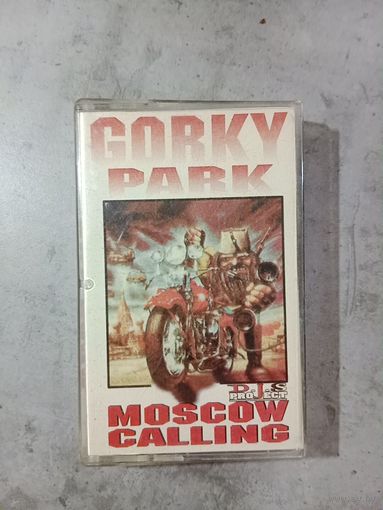 GORKY
PARK
DJ's
PROJECT
MOSCOW
CALLING